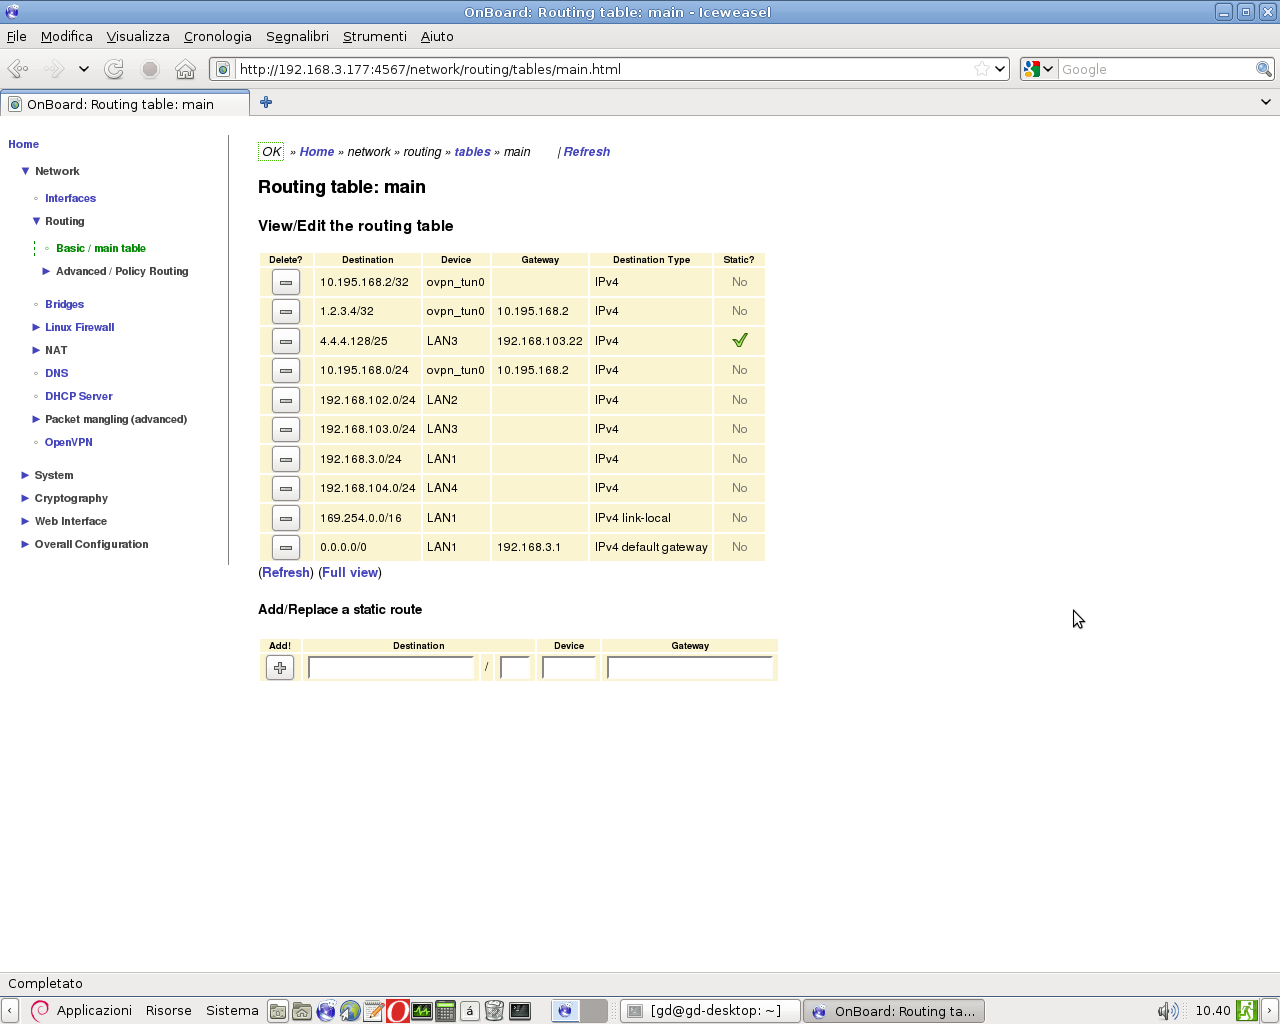 OnBoard: Routing table: main - Iceweasel
File Modifica Visualizza Cronologia Segnalibri Strumenti Aiuto
http://192.168.3.177:4567/network/routing/tables/main.html Google
OnBoard: Routing table: main
Home
Network
Interfaces
Routing
Basic / main table
Advanced / Policy Routing
Bridges
Linux Firewall
NAT
DNS
DHCP Server
Packet mangling (advanced)
OpenVPN
System
Cryptography
Web Interface
Overall Configuration
OK » Home » network » routing » tables » main | Refresh
Routing table: main
View/Edit the routing table
Delete? Destination Device Gateway Destination Type Static?
10.195.168.2/32 ovpn_tun0 IPv4 No
1.2.3.4/32 ovpn_tun0 10.195.168.2 IPv4 No
4.4.4.128/25 LAN3 192.168.103.22 IPv4
10.195.168.0/24 ovpn_tun0 10.195.168.2 IPv4 No
192.168.102.0/24 LAN2 IPv4 No
192.168.103.0/24 LAN3 IPv4 No
192.168.3.0/24 LAN1 IPv4 No
192.168.104.0/24 LAN4 IPv4 No
169.254.0.0/16 LAN1 IPv4 link-local No
0.0.0.0/0 LAN1 192.168.3.1 IPv4 default gateway No
(Refresh) (Full view)
Add/Replace a static route
Add! Destination Device Gateway
/
Completato
Applicazioni Risorse Sistema á [gd@gd-desktop: ~] OnBoard: Routing ta... 10.40